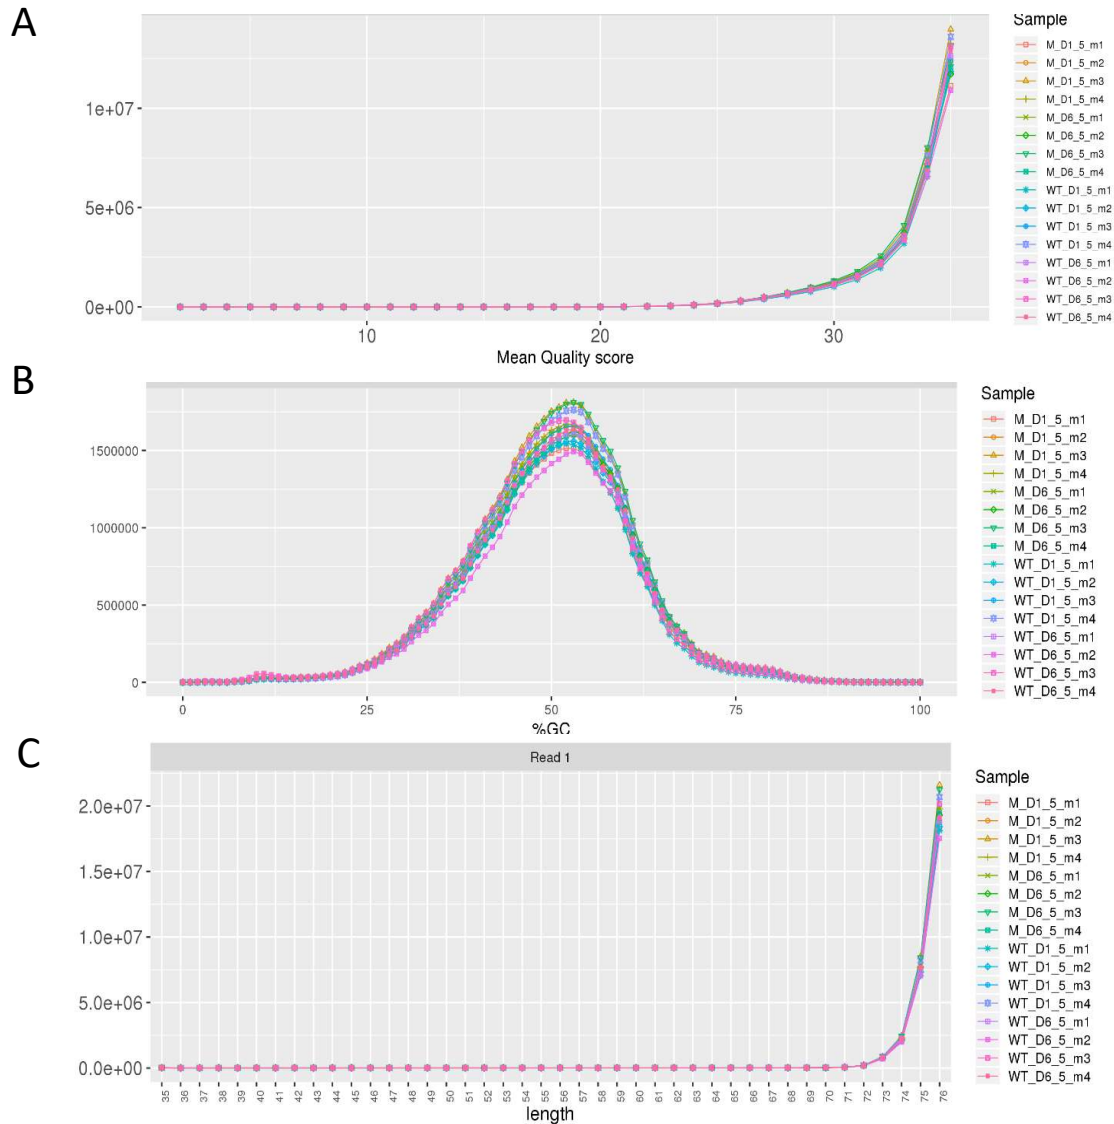 A
1e+07
5e+06
0e+00
10
20
30
Mean Quality score
Sample
M_D1_5_m1
M_D1_5_m2
M_D1_5_m3
M_D1_5_m4
M_D6_5_m1
M_D6_5_m2
M_D6_5_m3
M_D6_5_m4
WT_D1_5_m1
WT_D1_5_m2
WT_D1_5_m3
WT_D1_5_m4
WT_D6_5_m1
WT_D6_5_m2
WT_D6_5_m3
WT_D6_5_m4
B
1500000
1000000
500000
0
0
25
50
75
100
%GC
Sample
M_D1_5_m1
M_D1_5_m2
M_D1_5_m3
M_D1_5_m4
M_D6_5_m1
M_D6_5_m2
M_D6_5_m3
M_D6_5_m4
WT_D1_5_m1
WT_D1_5_m2
WT_D1_5_m3
WT_D1_5_m4
WT_D6_5_m1
WT_D6_5_m2
WT_D6_5_m3
WT_D6_5_m4
C
Read 1
2.0e+07
1.5e+07
1.0e+07
5.0e+06
0.0e+00
35
36
37
38
39
40
41
42
43
44
45
46
47
48
49
50
51
52
53
54
55
56
57
58
59
60
61
62
63
64
65
66
67
68
69
70
71
72
73
74
75
76
length
Sample
M_D1_5_m1
M_D1_5_m2
M_D1_5_m3
M_D1_5_m4
M_D6_5_m1
M_D6_5_m2
M_D6_5_m3
M_D6_5_m4
WT_D1_5_m1
WT_D1_5_m2
WT_D1_5_m3
WT_D1_5_m4
WT_D6_5_m1
WT_D6_5_m2
WT_D6_5_m3
WT_D6_5_m4